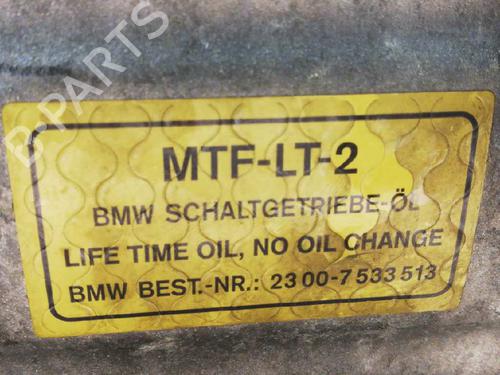 B-PARTS
MTF-LT-2
BMW SCHALTGETRIEBE-ÖL
LIFE TIME OIL, NO OIL CHANGE
BMW BEST.-NR.: 23 00-7 533 513